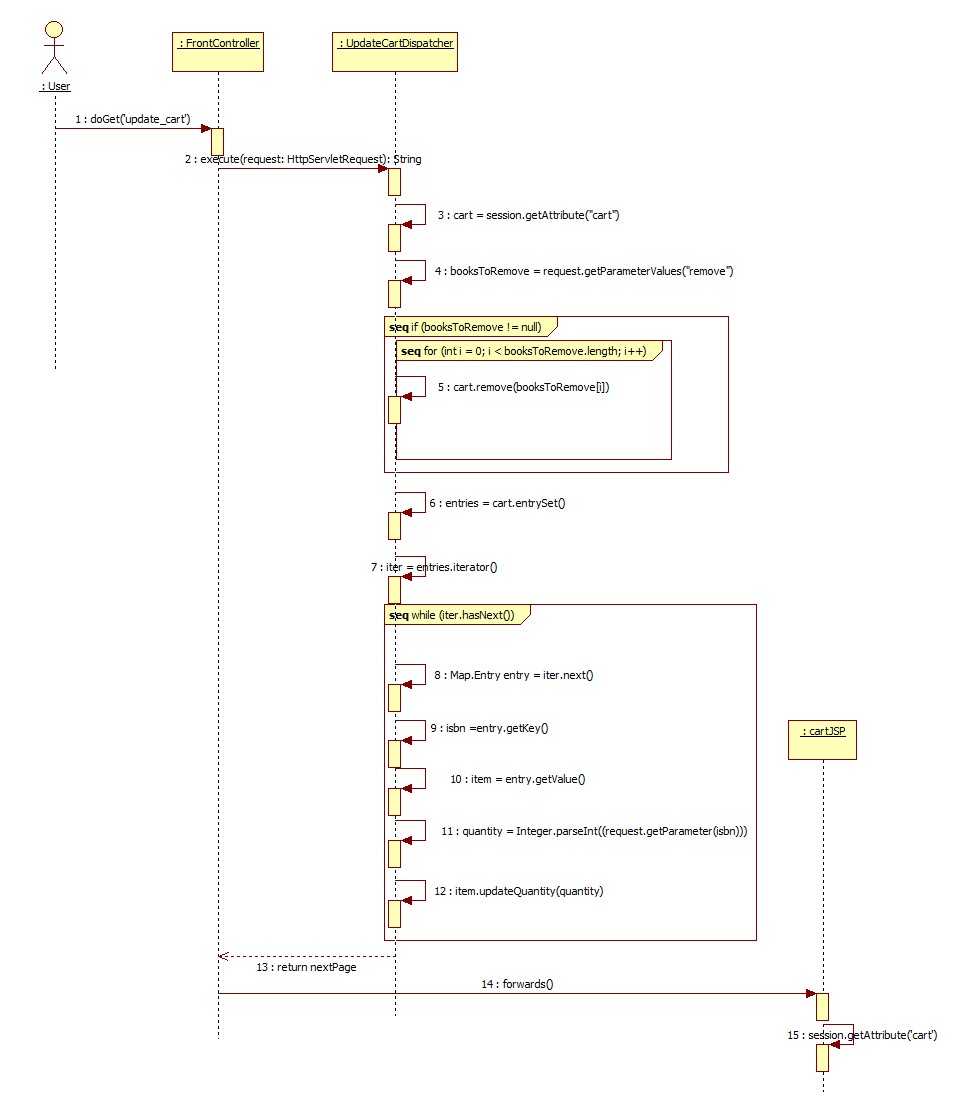 : FrontController
: UpdateCartDispatcher
: User
1 : doGet('update_cart')
2 : execute(request: HttpServletRequest): String
3 : cart = session.getAttribute("cart")
4 : booksToRemove = request.getParameterValues("remove")
seq if (booksToRemove != null)
seq for (int i = 0; i < booksToRemove.length; i++)
5 : cart.remove(booksToRemove[i])
6 : entries = cart.entrySet()
7 : iter = entries.iterator()
seq while (iter.hasNext())
8 : Map.Entry entry = iter.next()
9 : isbn =entry.getKey()
: cartJSP
10 : item = entry.getValue()
11 : quantity = Integer.parseInt((request.getParameter(isbn)))
12 : item.updateQuantity(quantity)
13 : return nextPage
14 : forwards()
15 : session.getAttribute('cart')